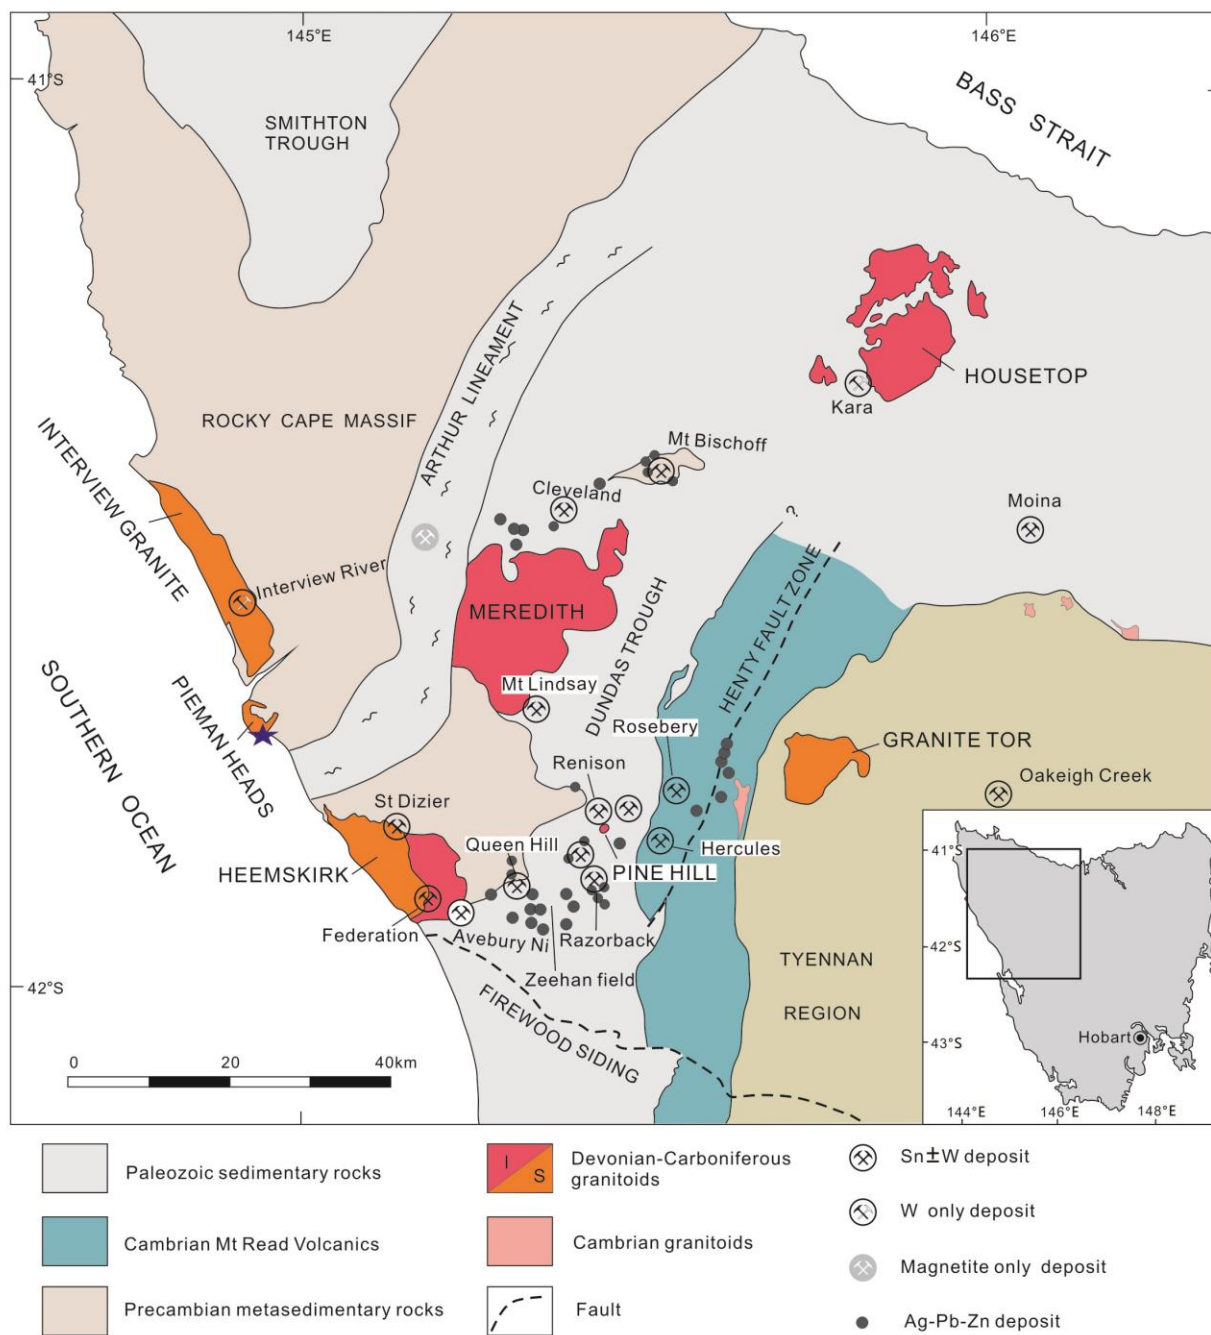 145°E
146°E
41°S
BASS STRAIT
SMITHTON
TROUGH
ARTHUR LINEAMENT
HOUSETOP
Kara
ROCKY CAPE MASSIF
INTERVIEW GRANITE
Mt Bischoff
Cleveland
Moina
?
Interview River
MEREDITH
DUNDAS TROUGH
HENTY FAULT ZONE
Mt Lindsay
SOUTHERN OCEAN
PIEMAN HEADS
Rosebery
GRANITE TOR
Renison
Oakeigh Creek
St Dizier
Queen Hill
Hercules
HEEMSKIRK
PINE HILL
Federation
Avebury Ni
Razorback
Zeehan field
TYENNAN
REGION
42°S
FIREWOOD SIDING
0 20 40km
41°S
42°S
43°S
Hobart
144°E 146°E 148°E
Paleozoic sedimentary rocks
Cambrian Mt Read Volcanics
Precambian metasedimentary rocks
I
S
Devonian-Carboniferous
granitoids
Cambrian granitoids
Fault
Sn±W deposit
W only deposit
Magnetite only deposit
Ag-Pb-Zn deposit